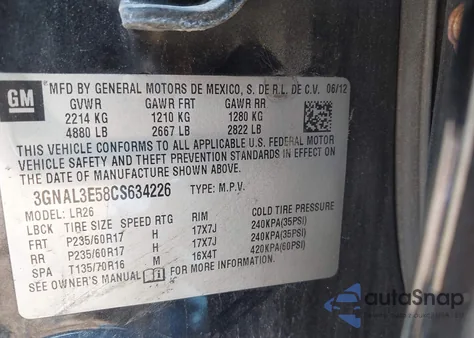 GM
MFD BY GENERAL MOTORS DE MEXICO, S. DE R.L. DE C.V. 06/12
GVWR GAWR FRT GAWR RR
2214 KG 1210 KG 1280 KG
4880 LB 2667 LB 2822 LB
THIS VEHICLE CONFORMS TO ALL APPLICABLE U.S. FEDERAL MOTOR
VEHICLE SAFETY AND THEFT PREVENTION STANDARDS IN EFFECT ON
THE DATE OF MANUFACTURE SHOWN ABOVE.
3GNAL3E58CS634226 TYPE: M.P.V.
MODEL: LR26
LBCK TIRE SIZE SPEED RTG RIM COLD TIRE PRESSURE
FRT P235/60R17 H 17X7J 240KPA(35PSI)
RR P235/60R17 H 17X7J 240KPA(35PSI)
SPA T135/70R16 M 16X4T 420KPA(60PSI)
SEE OWNER'S MANUAL FOR MORE INFORMATION.
autoSnap